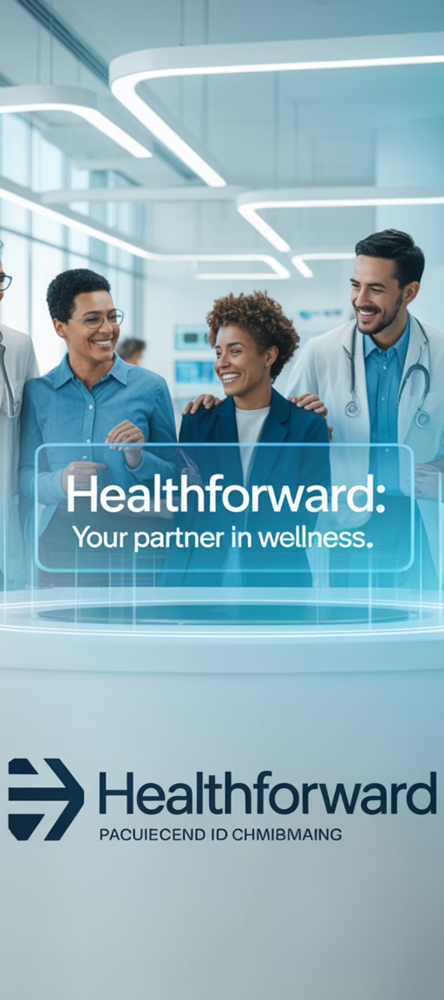 Healthforward:
Your partner in wellness.
Healthforward
PACUIECEND ID CHMIBMAING